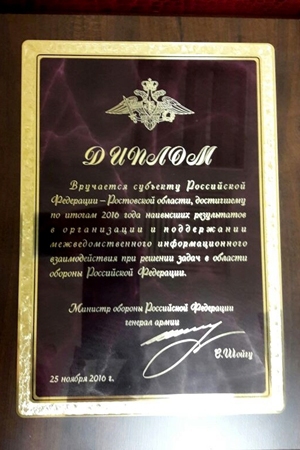 ДИПЛОМ
Вручается субъекту Российской
Федерации – Ростовской области, достигшему
по итогам 2016 года наивысших результатов
в организации и поддержании
межведомственного информационного
взаимодействия при решении задач в области
обороны Российской Федерации.
Министр обороны Российской Федерации
генерал армии
С.Шойгу
25 ноября 2016 г.